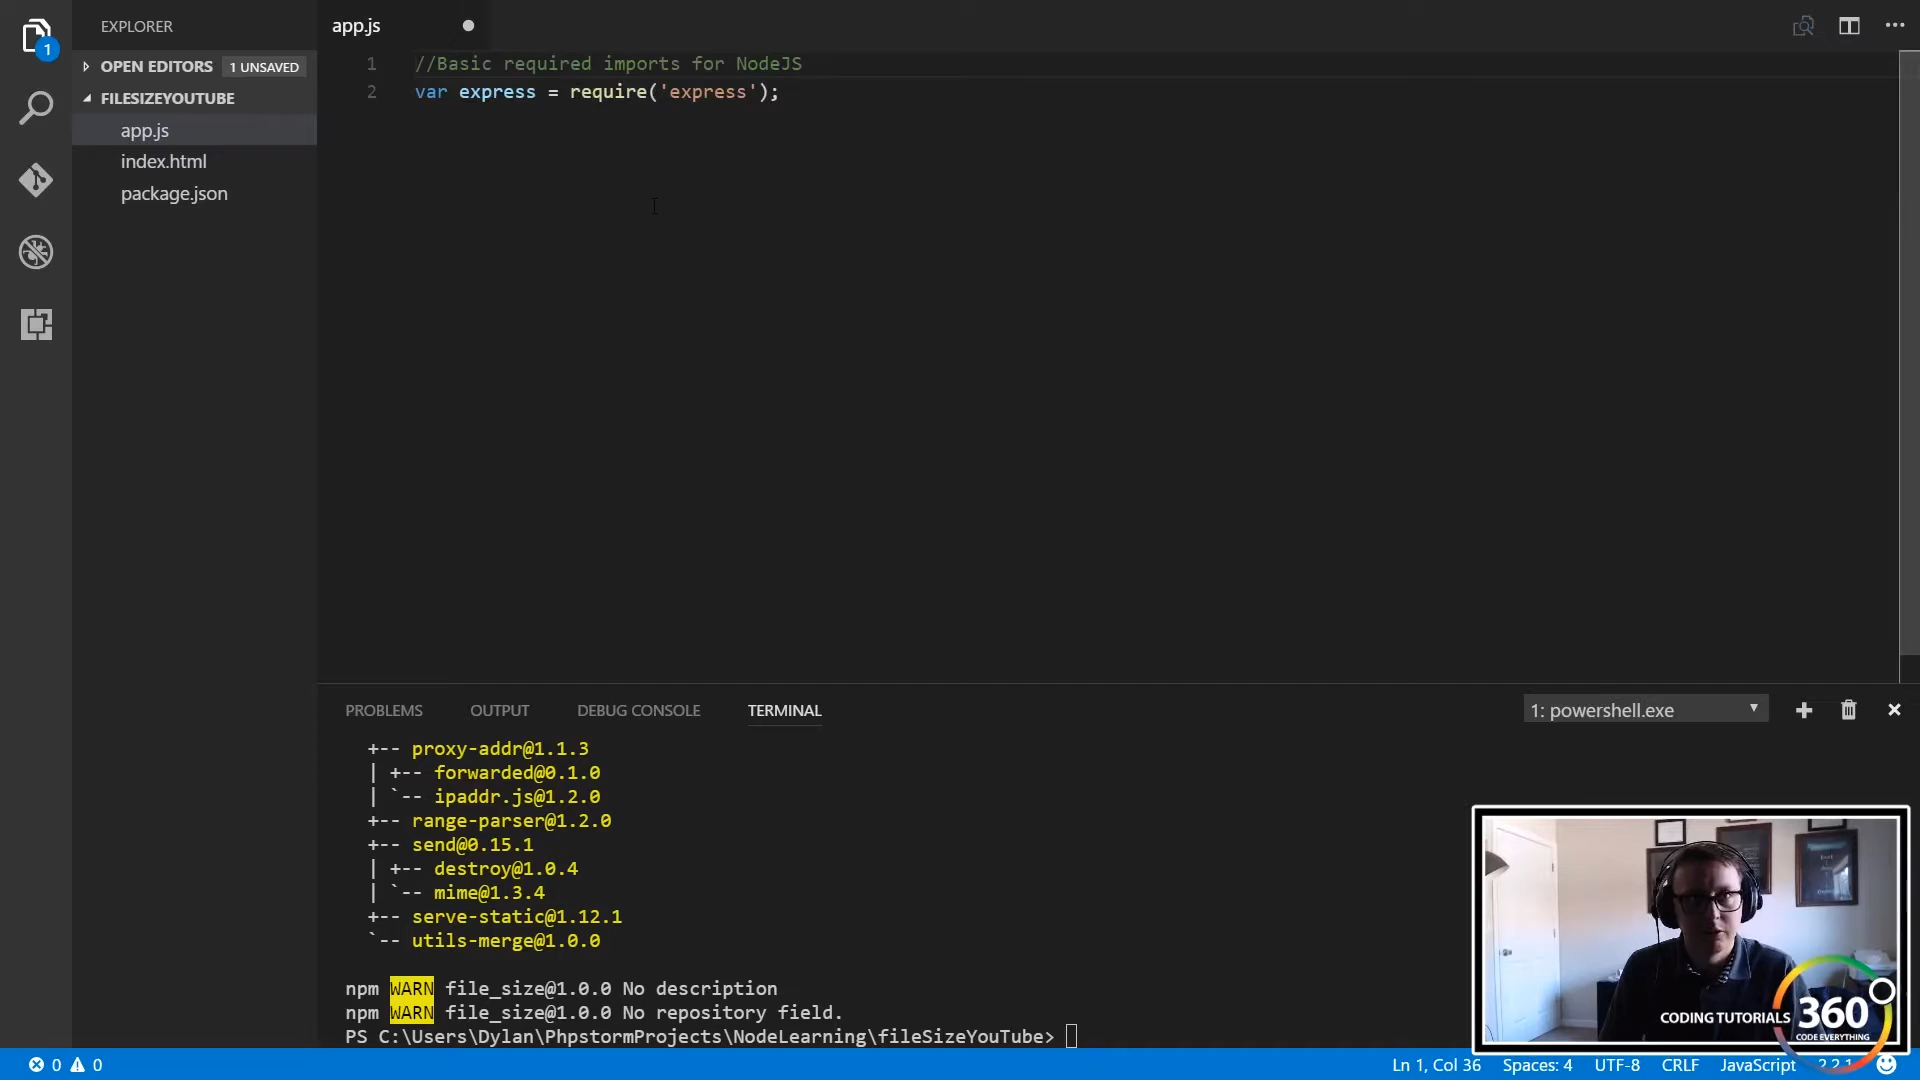 EXPLORER
app.js
1
OPEN EDITORS 1 UNSAVED
FILESIZEYOUTUBE
app.js
index.html
package.json
1 //Basic required imports for NodeJS
2 var express = require('express');
PROBLEMS OUTPUT DEBUG CONSOLE TERMINAL 1: powershell.exe
+-- proxy-addr@1.1.3
| +-- forwarded@0.1.0
| `-- ipaddr.js@1.2.0
+-- range-parser@1.2.0
+-- send@0.15.1
| +-- destroy@1.0.4
| `-- mime@1.3.4
+-- serve-static@1.12.1
`-- utils-merge@1.0.0
npm WARN file_size@1.0.0 No description
npm WARN file_size@1.0.0 No repository field.
PS C:\Users\Dylan\PhpstormProjects\NodeLearning\fileSizeYouTube>
CODING TUTORIALS 360
CODE EVERYTHING
0 0 Ln 1, Col 36 Spaces: 4 UTF-8 CRLF JavaScript